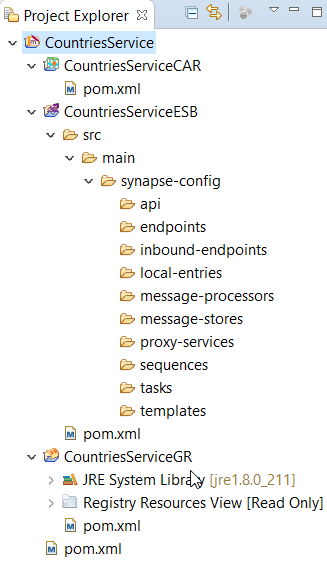 Project Explorer
CountriesService
CountriesServiceCAR
pom.xml
CountriesServiceESB
src
main
synapse-config
api
endpoints
inbound-endpoints
local-entries
message-processors
message-stores
proxy-services
sequences
tasks
templates
pom.xml
CountriesServiceGR
JRE System Library [jre1.8.0_211]
Registry Resources View [Read Only]
pom.xml
pom.xml